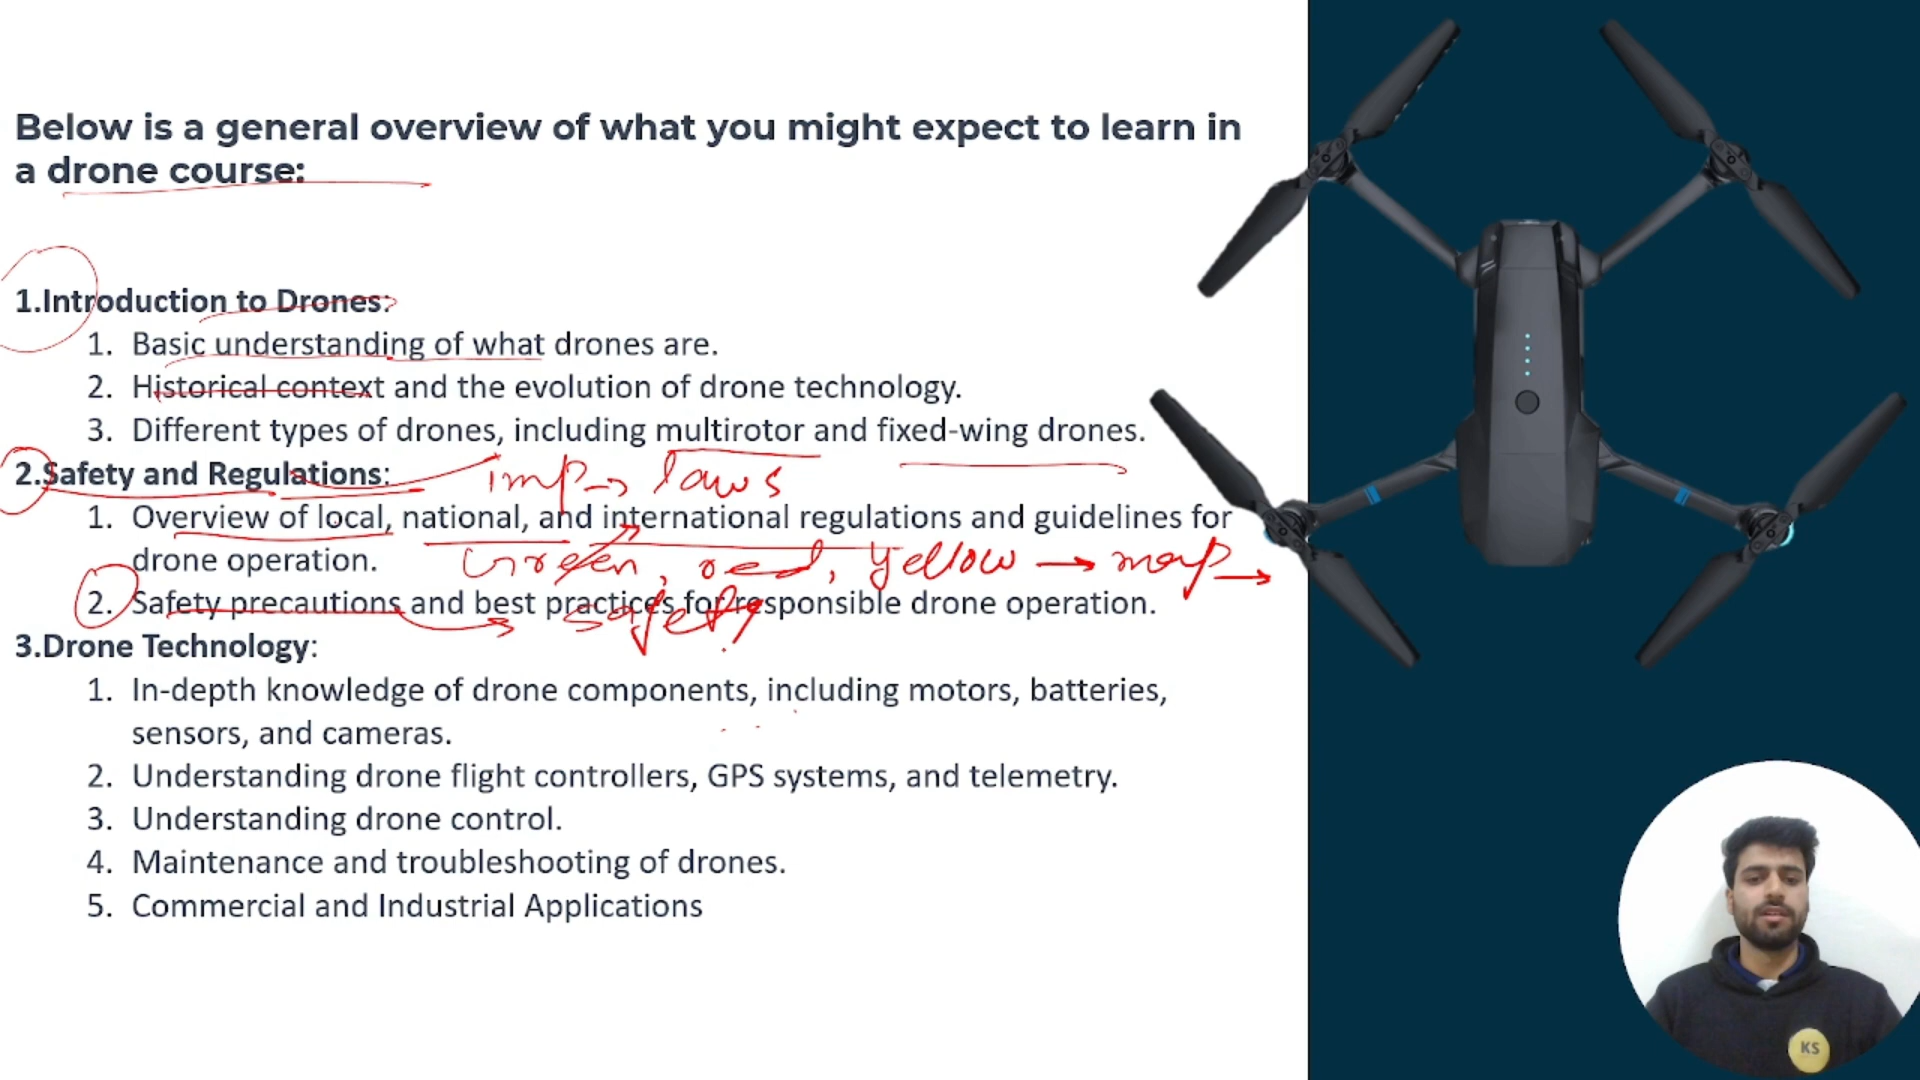 Below is a general overview of what you might expect to learn in
a drone course:
1.Introduction to Drones:
1. Basic understanding of what drones are.
2. Historical context and the evolution of drone technology.
3. Different types of drones, including multirotor and fixed-wing drones.
2.Safety and Regulations:
imp → laws
1. Overview of local, national, and international regulations and guidelines for
drone operation.
Green, red, yellow → map →
2. Safety precautions and best practices for responsible drone operation.
safety
3.Drone Technology:
1. In-depth knowledge of drone components, including motors, batteries,
sensors, and cameras.
2. Understanding drone flight controllers, GPS systems, and telemetry.
3. Understanding drone control.
4. Maintenance and troubleshooting of drones.
5. Commercial and Industrial Applications
KS